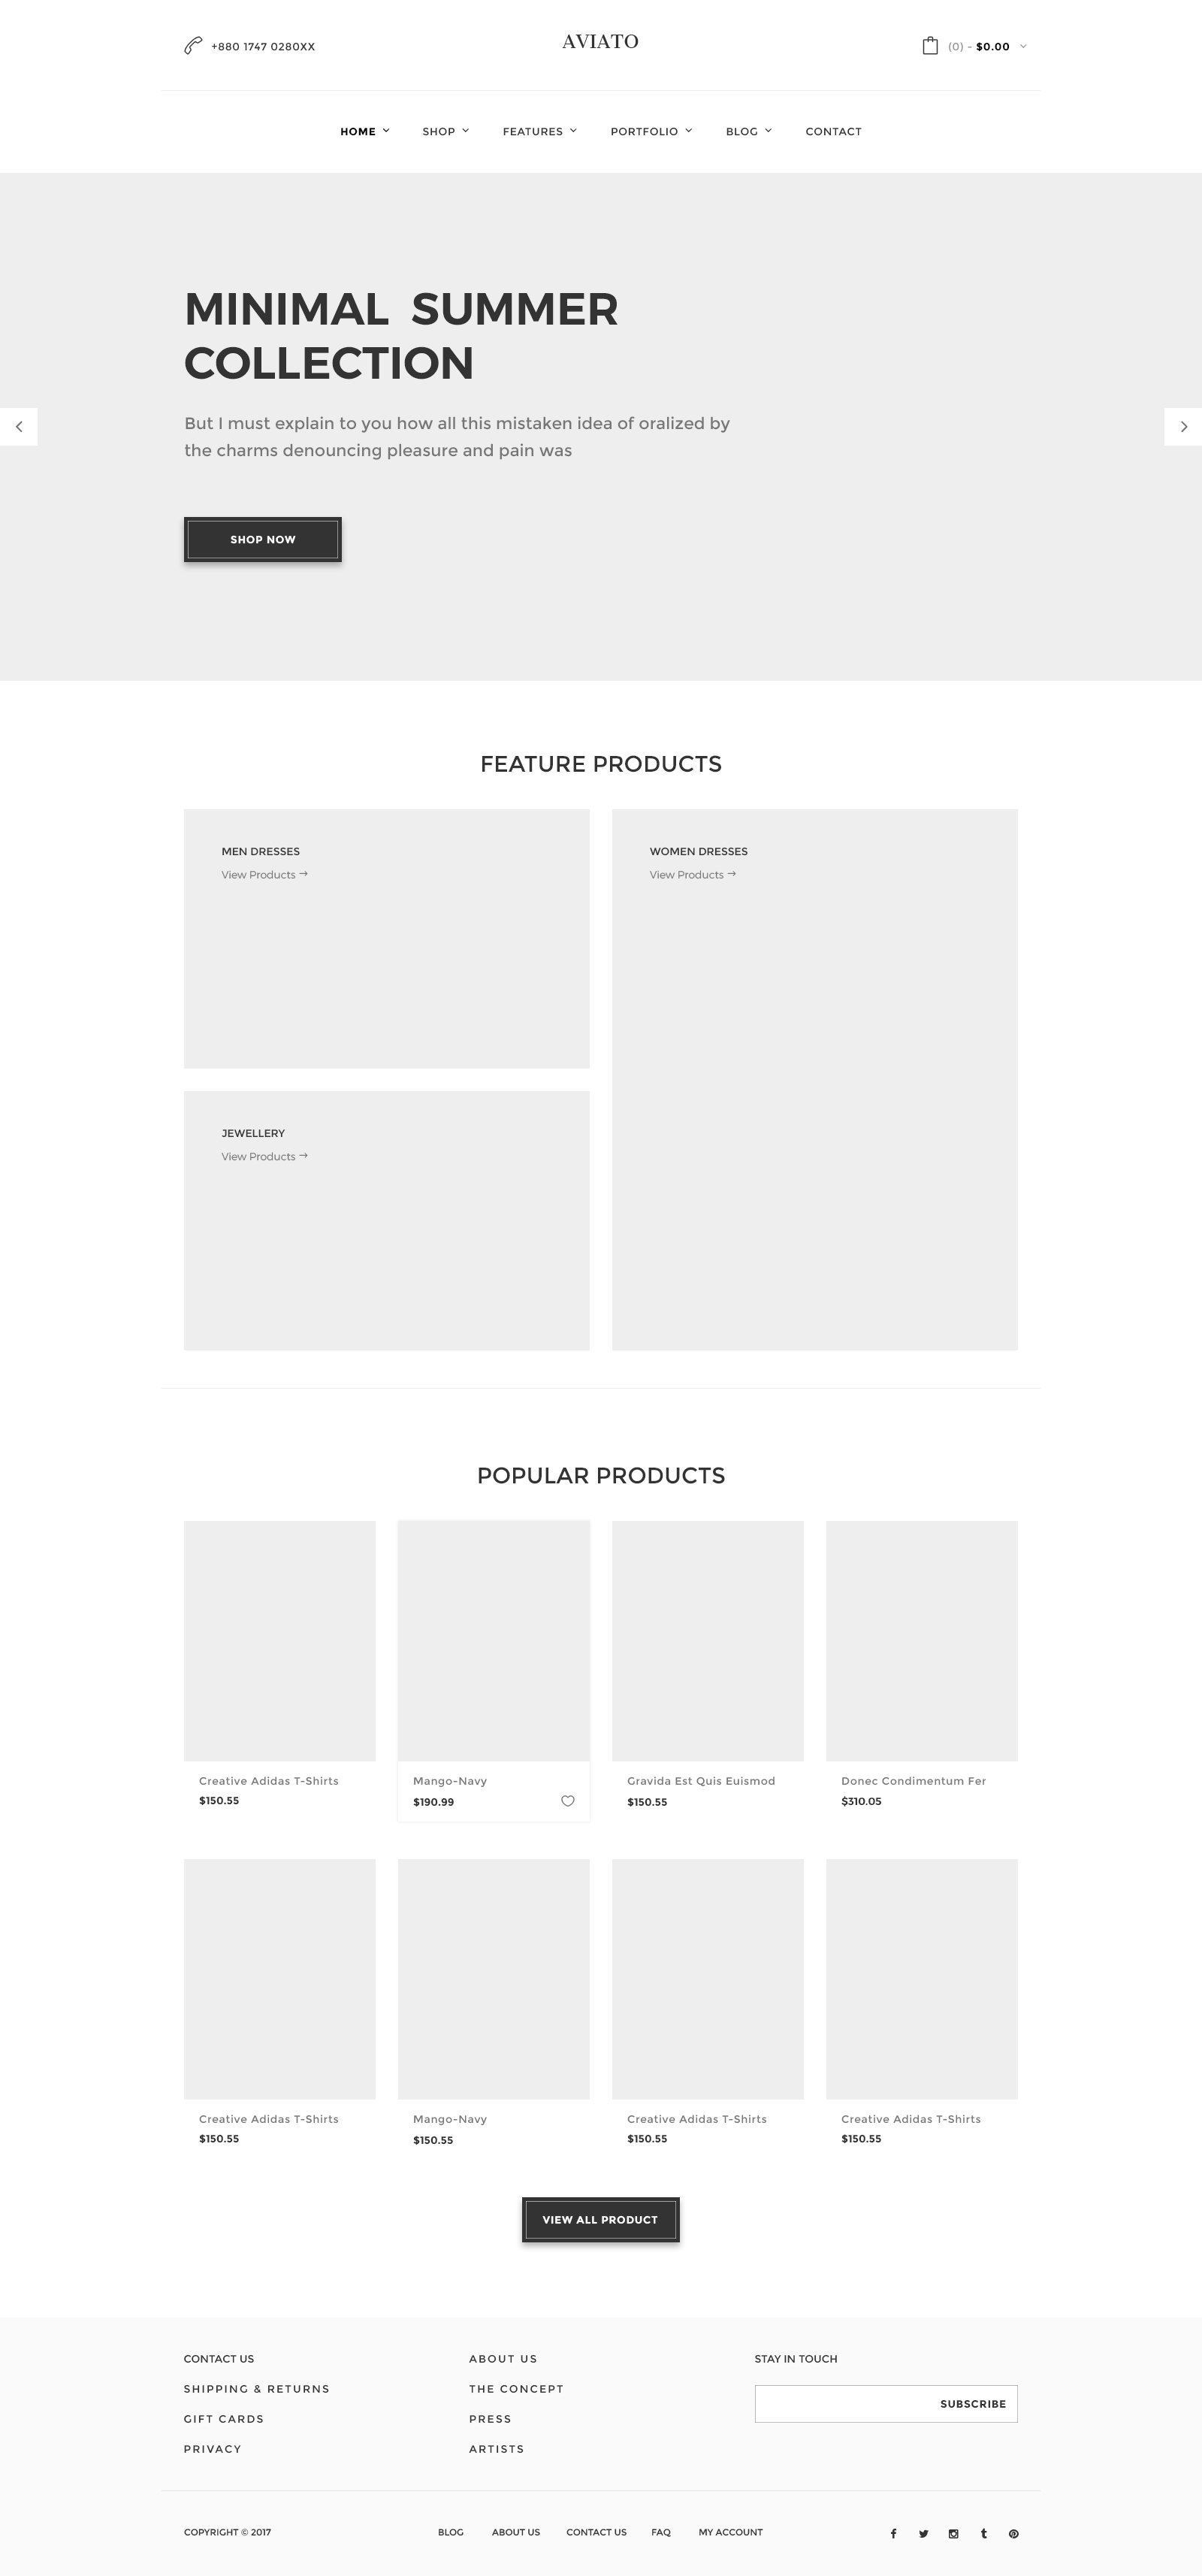 +880 1747 0280XX
AVIATO
(0) - $0.00
HOME SHOP FEATURES PORTFOLIO BLOG CONTACT
MINIMAL SUMMER
COLLECTION
But I must explain to you how all this mistaken idea of oralized by
the charms denouncing pleasure and pain was
SHOP NOW
FEATURE PRODUCTS
MEN DRESSES
View Products →
WOMEN DRESSES
View Products →
JEWELLERY
View Products →
POPULAR PRODUCTS
Creative Adidas T-Shirts
$150.55
Mango-Navy
$190.99
Gravida Est Quis Euismod
$150.55
Donec Condimentum Fer
$310.05
Creative Adidas T-Shirts
$150.55
Mango-Navy
$150.55
Creative Adidas T-Shirts
$150.55
Creative Adidas T-Shirts
$150.55
VIEW ALL PRODUCT
CONTACT US
SHIPPING & RETURNS
GIFT CARDS
PRIVACY
ABOUT US
THE CONCEPT
PRESS
ARTISTS
STAY IN TOUCH
SUBSCRIBE
COPYRIGHT © 2017
BLOG ABOUT US CONTACT US FAQ MY ACCOUNT